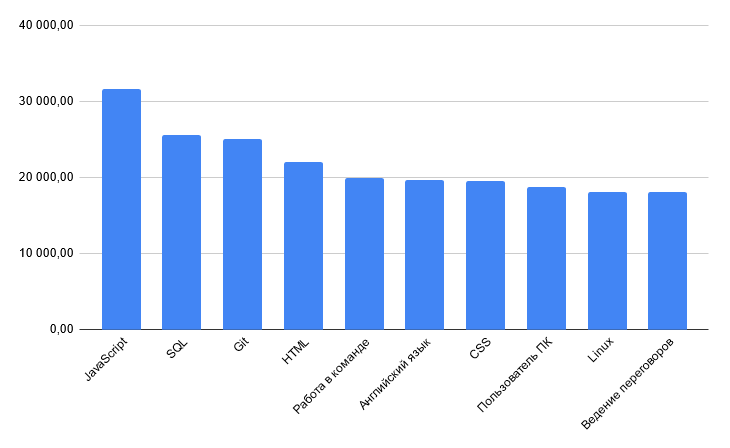 40 000,00
30 000,00
20 000,00
10 000,00
0,00
JavaScript
SQL
Git
HTML
Работа в команде
Английский язык
CSS
Пользователь ПК
Linux
Ведение переговоров